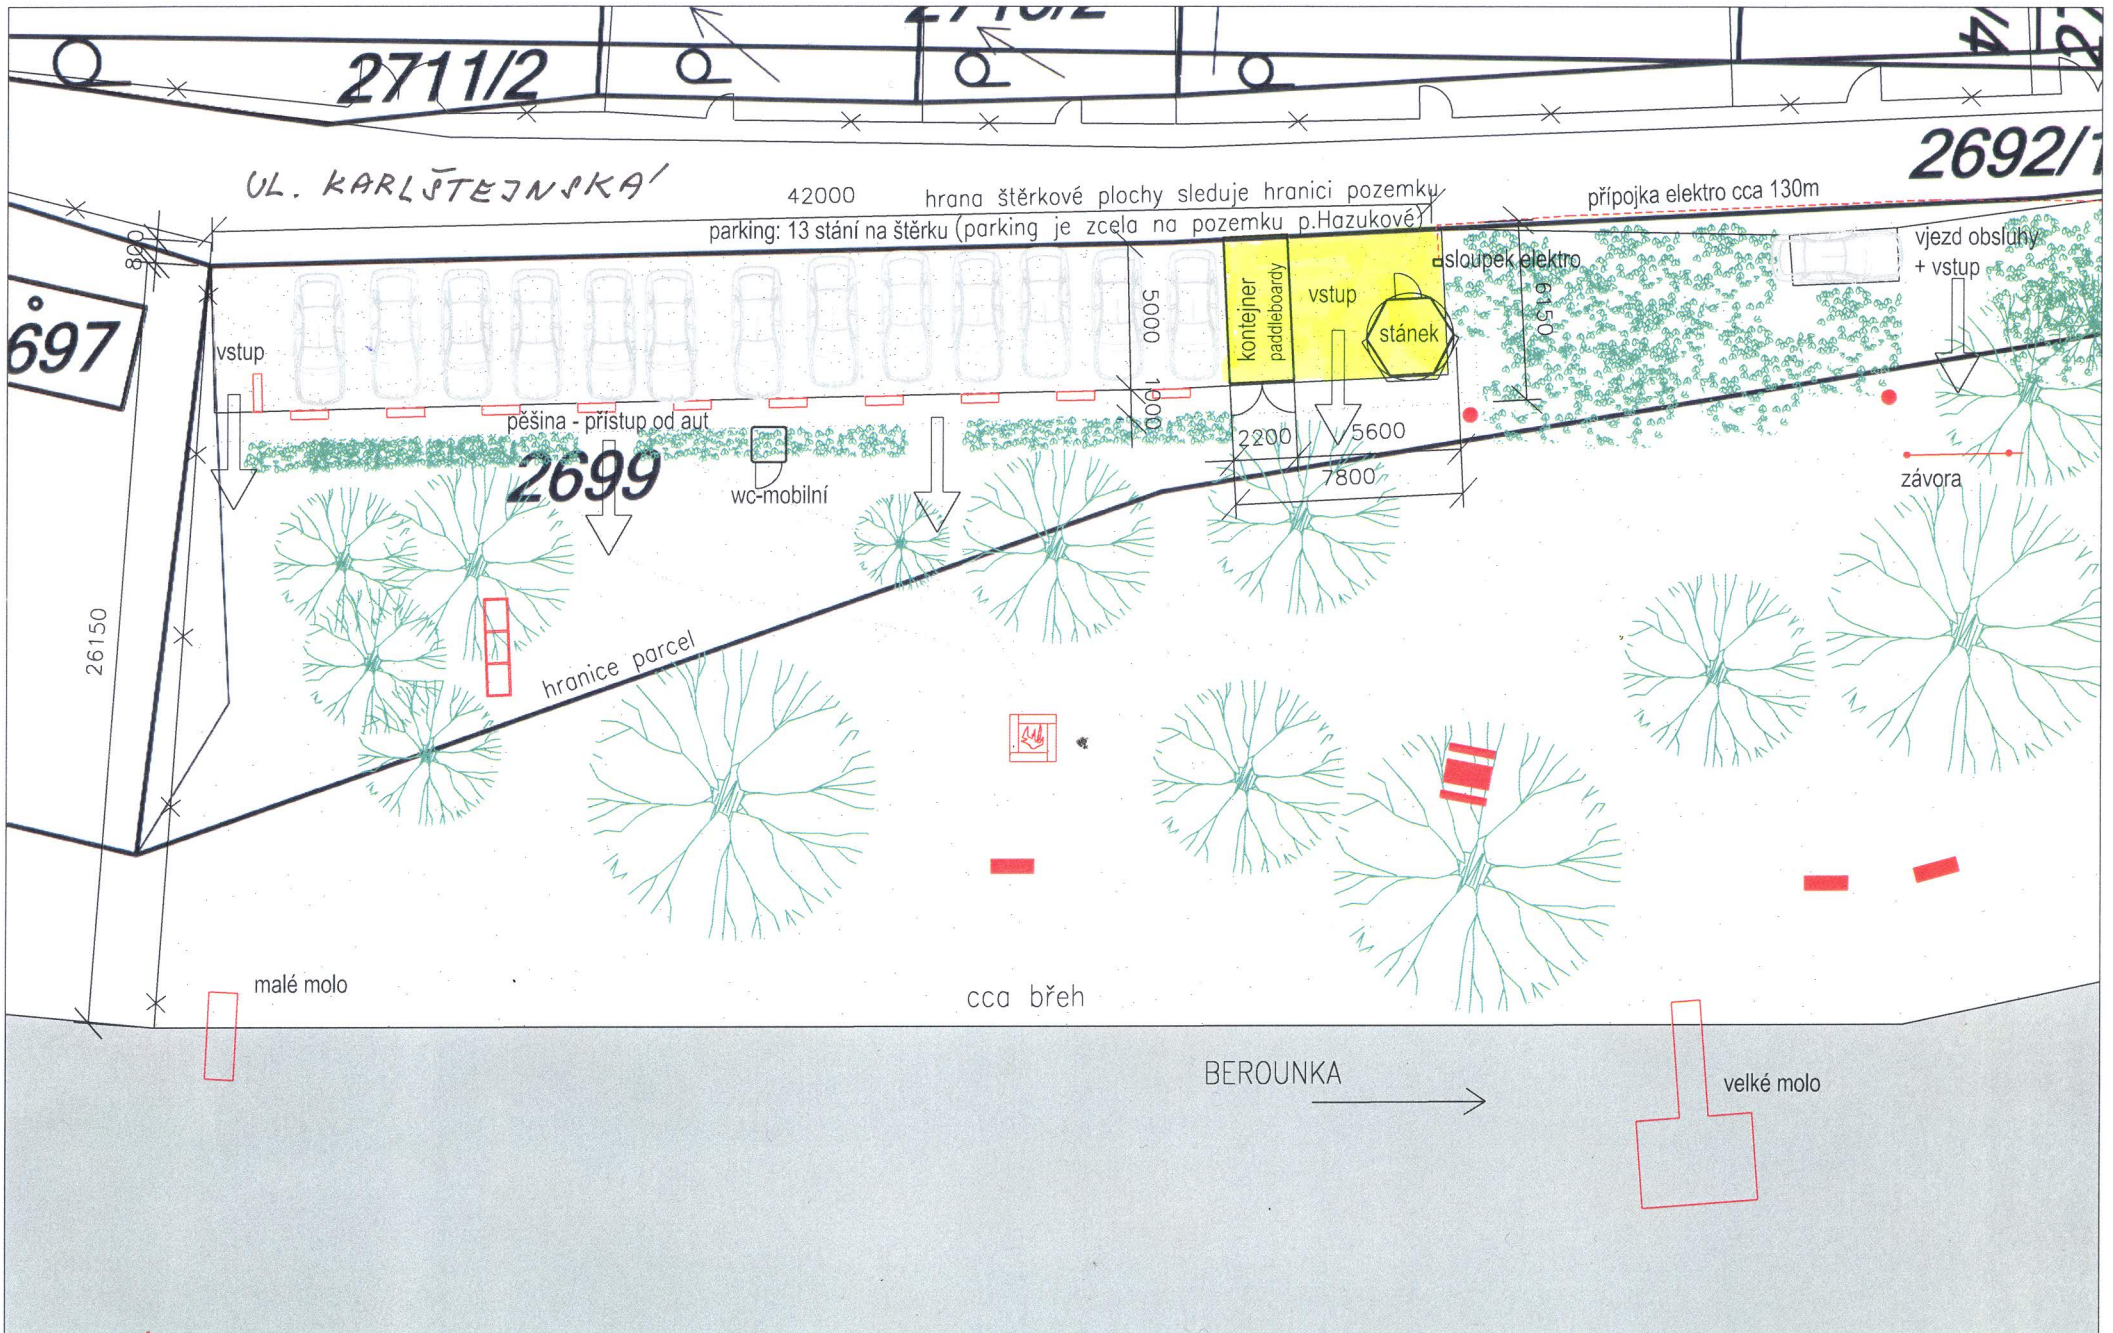 2711/2
2692/1
UL. KARLŠTEJNSKÁ
42000
hrana štěrkové plochy sleduje hranici pozemku
parking: 13 stání na štěrku (parking je zcela na pozemku p.Hazukové)
přípojka elektro cca 130m
800
sloupek elektro
vjezd obsluhy
+ vstup
697
vstup
5000
kontejner
paddleboardy
vstup
stánek
6150
1000
pěšina - přístup od aut
2699
wc-mobilní
2200
5600
7800
závora
26150
hranice parcel
malé molo
cca břeh
BEROUNKA
velké molo